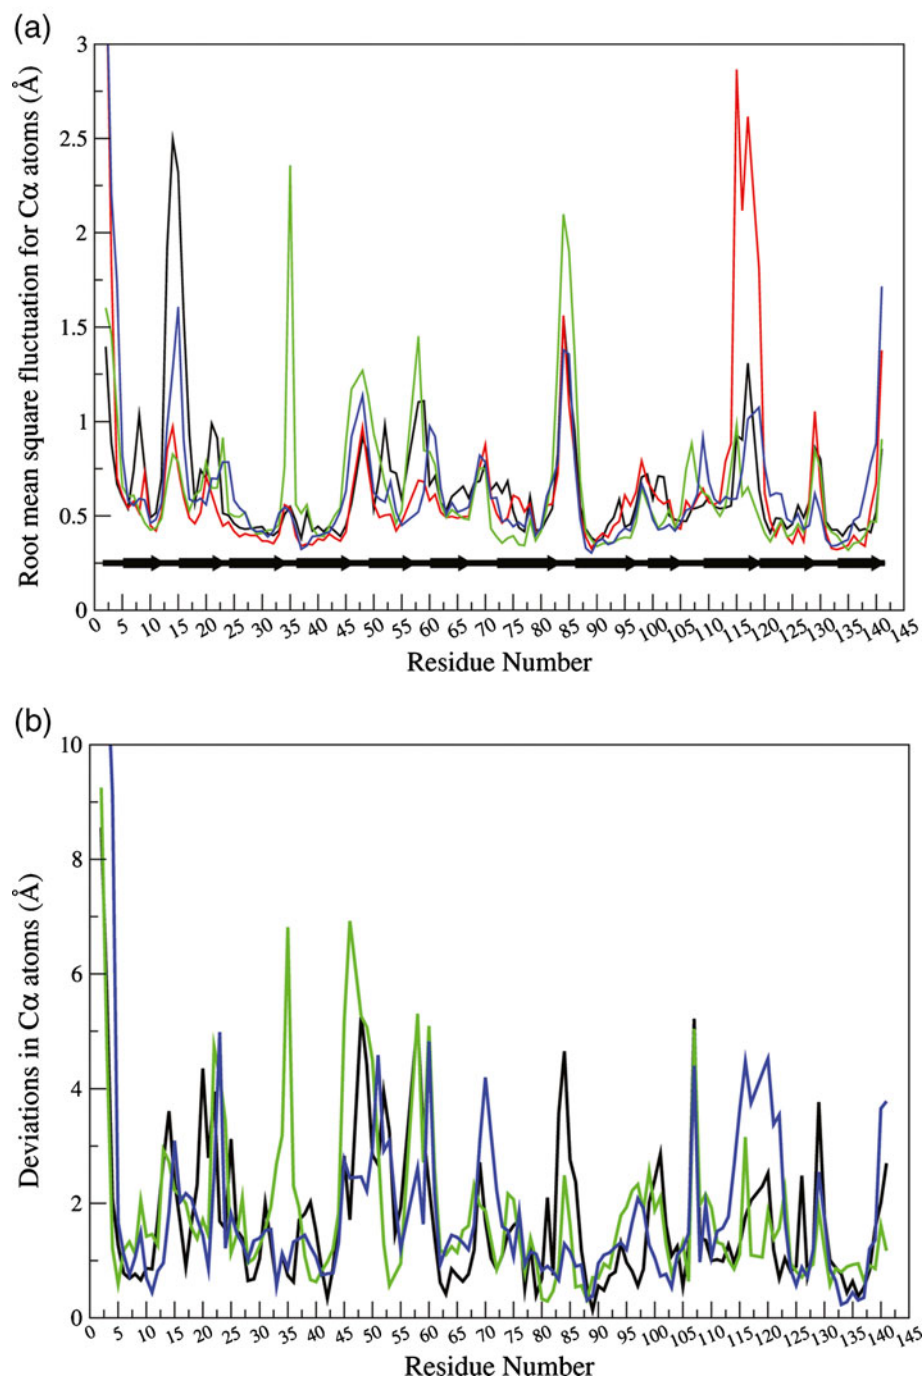 (a)
3
2.5
2
1.5
1
0.5
0
Root mean square fluctuation for Cα atoms (Å)
0 5 10 15 20 25 30 35 40 45 50 55 60 65 70 75 80 85 90 95 100 105 110 115 120 125 130 135 140 145
Residue Number
(b)
10
8
6
4
2
0
Deviations in Cα atoms (Å)
0 5 10 15 20 25 30 35 40 45 50 55 60 65 70 75 80 85 90 95 100 105 110 115 120 125 130 135 140 145
Residue Number